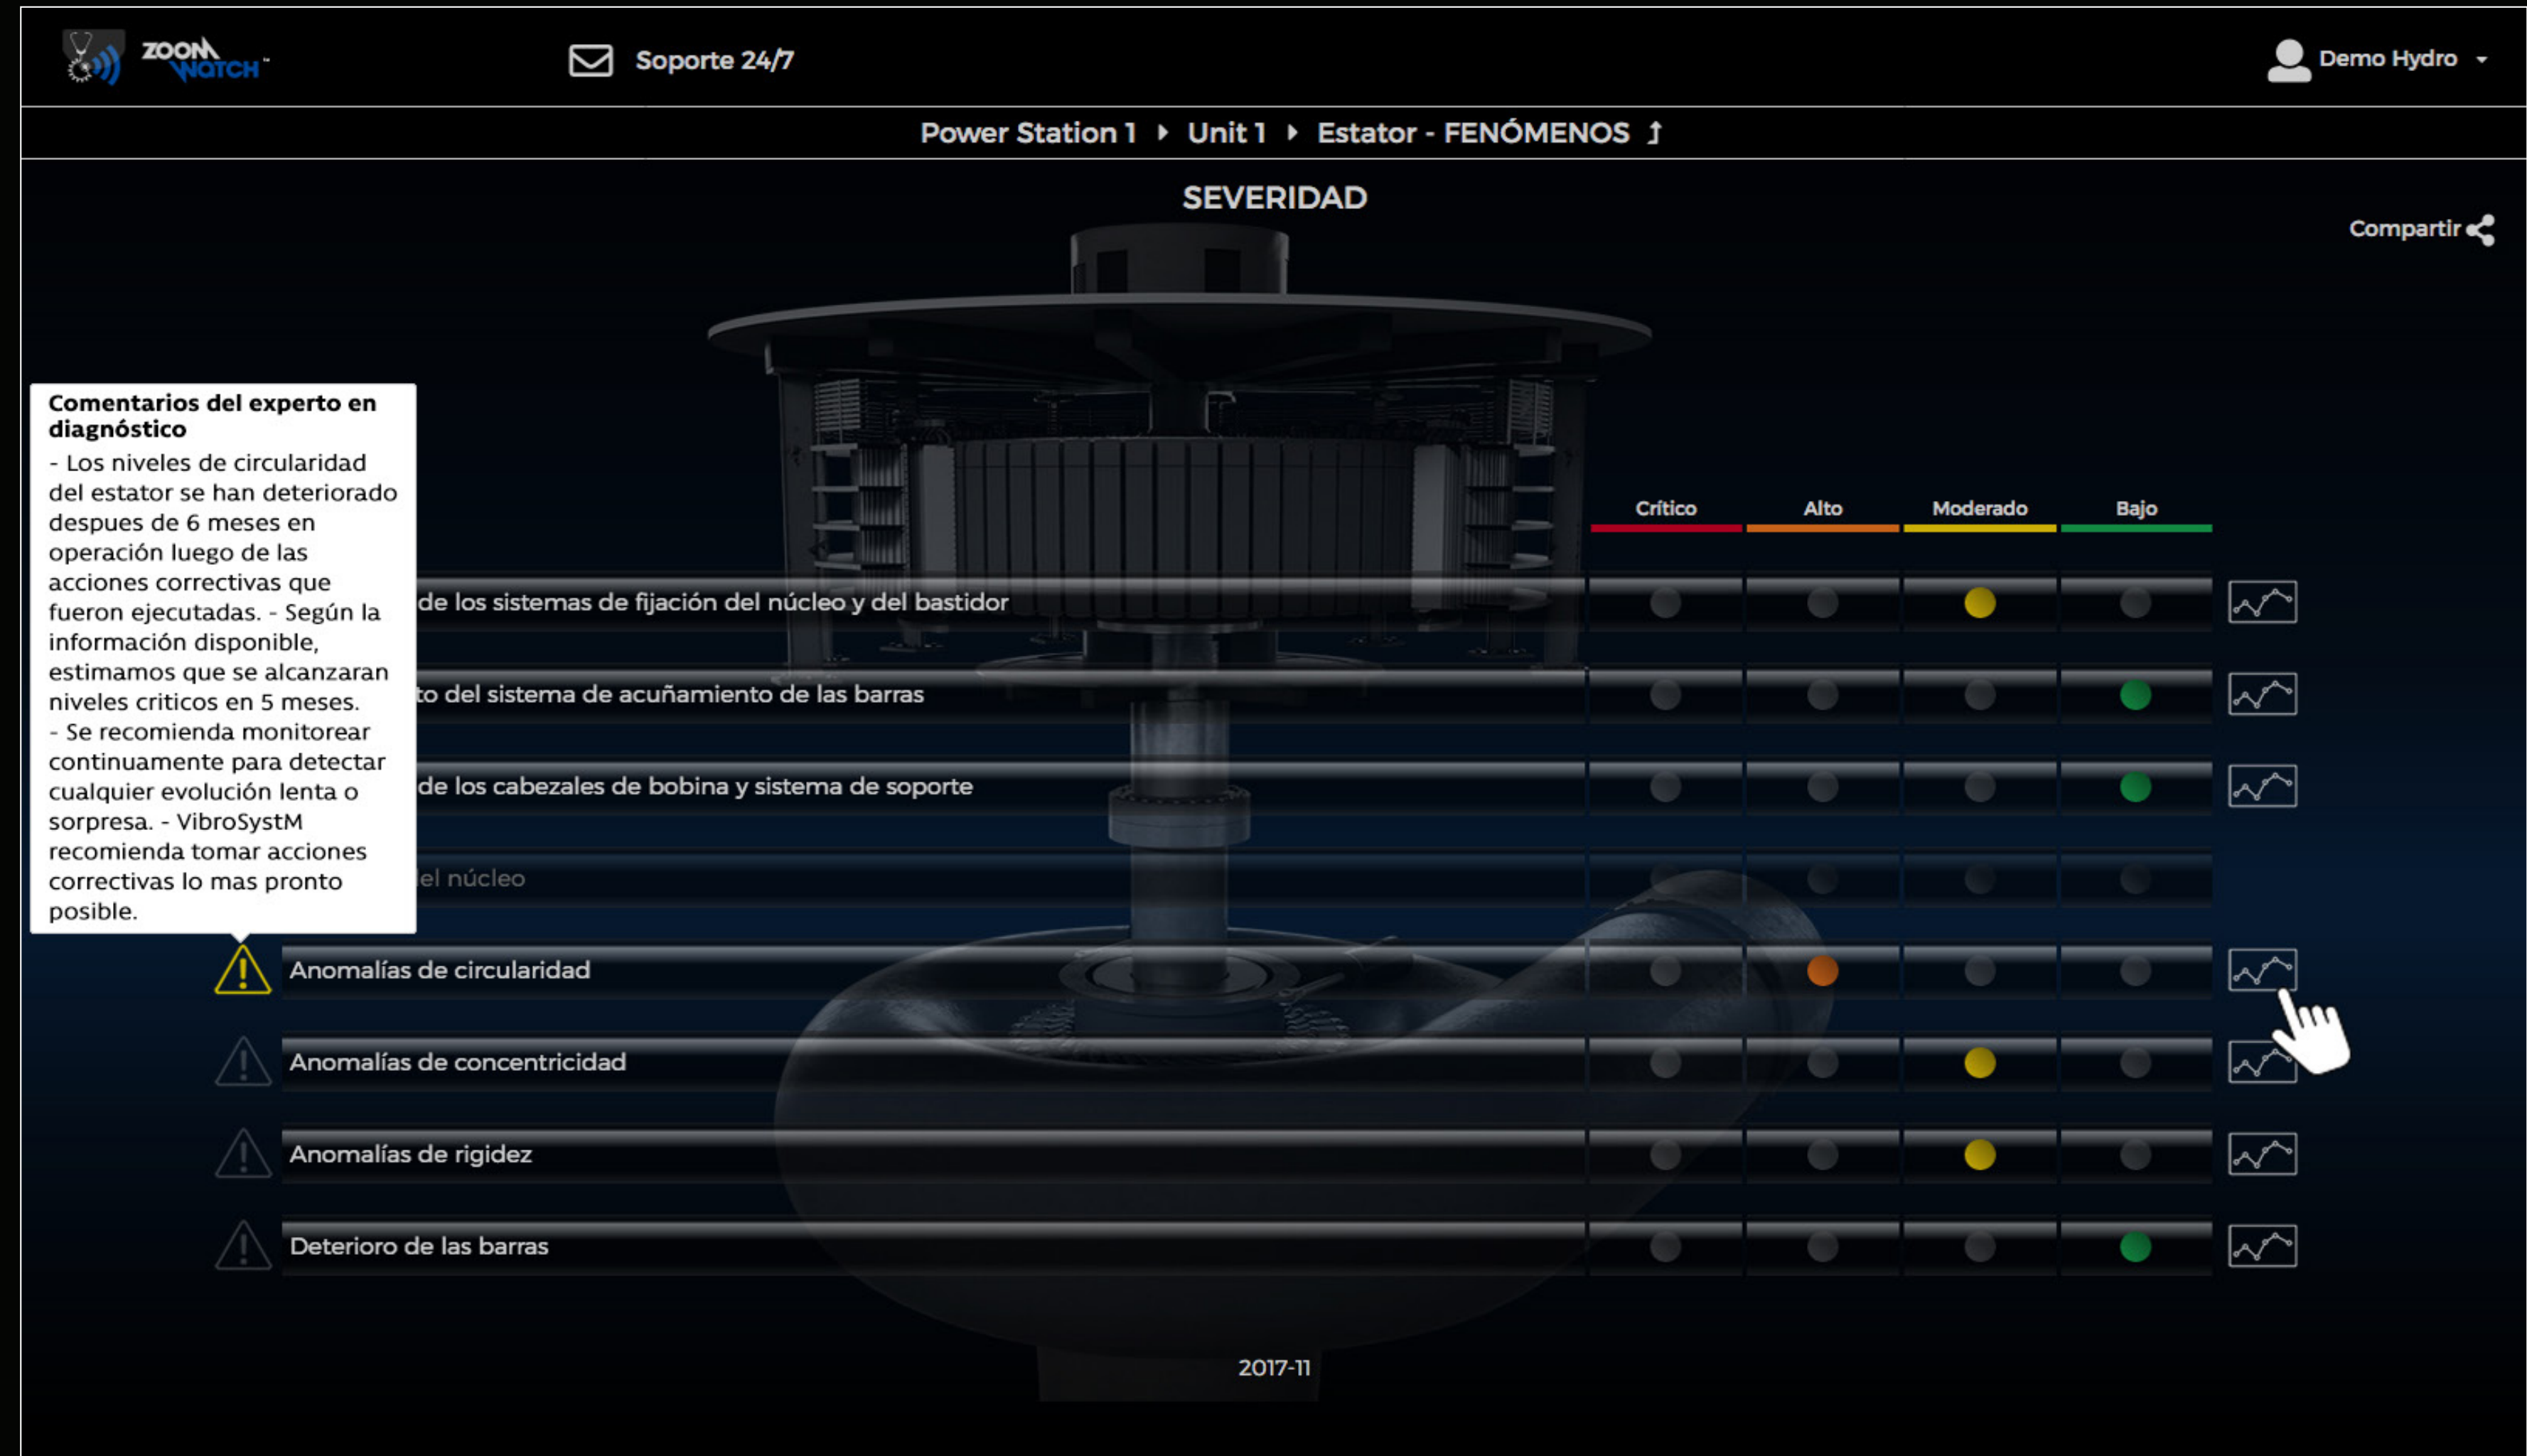 ZOOM
WATCH™
Soporte 24/7
Demo Hydro
Power Station 1 Unit 1 Estator - FENÓMENOS
SEVERIDAD
Compartir
Comentarios del experto en
diagnóstico
- Los niveles de circularidad
del estator se han deteriorado
despues de 6 meses en
operación luego de las
acciones correctivas que
fueron ejecutadas. - Según la
información disponible,
estimamos que se alcanzaran
niveles criticos en 5 meses.
- Se recomienda monitorear
continuamente para detectar
cualquier evolución lenta o
sorpresa. - VibroSystM
recomienda tomar acciones
correctivas lo mas pronto
posible.
Crítico Alto Moderado Bajo
de los sistemas de fijación del núcleo y del bastidor
to del sistema de acuñamiento de las barras
de los cabezales de bobina y sistema de soporte
el núcleo
Anomalías de circularidad
Anomalías de concentricidad
Anomalías de rigidez
Deterioro de las barras
2017-11